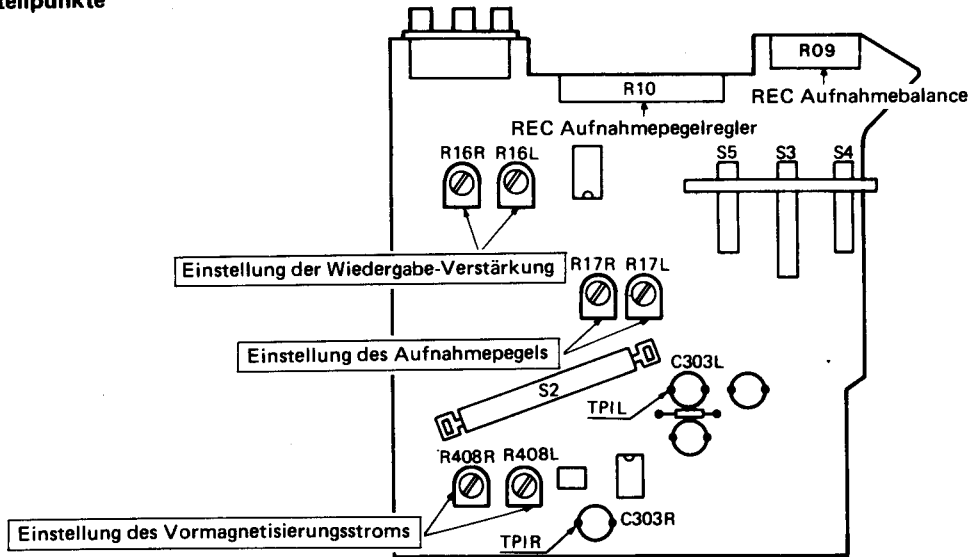 R09
R10
REC Aufnahmebalance
REC Aufnahmepegelregler
R16R R16L
S5 S3 S4
Einstellung der Wiedergabe-Verstärkung
R17R R17L
Einstellung des Aufnahmepegels
C303L
S2
TPIL
R408R R408L
C303R
Einstellung des Vormagnetisierungsstroms
TPIR